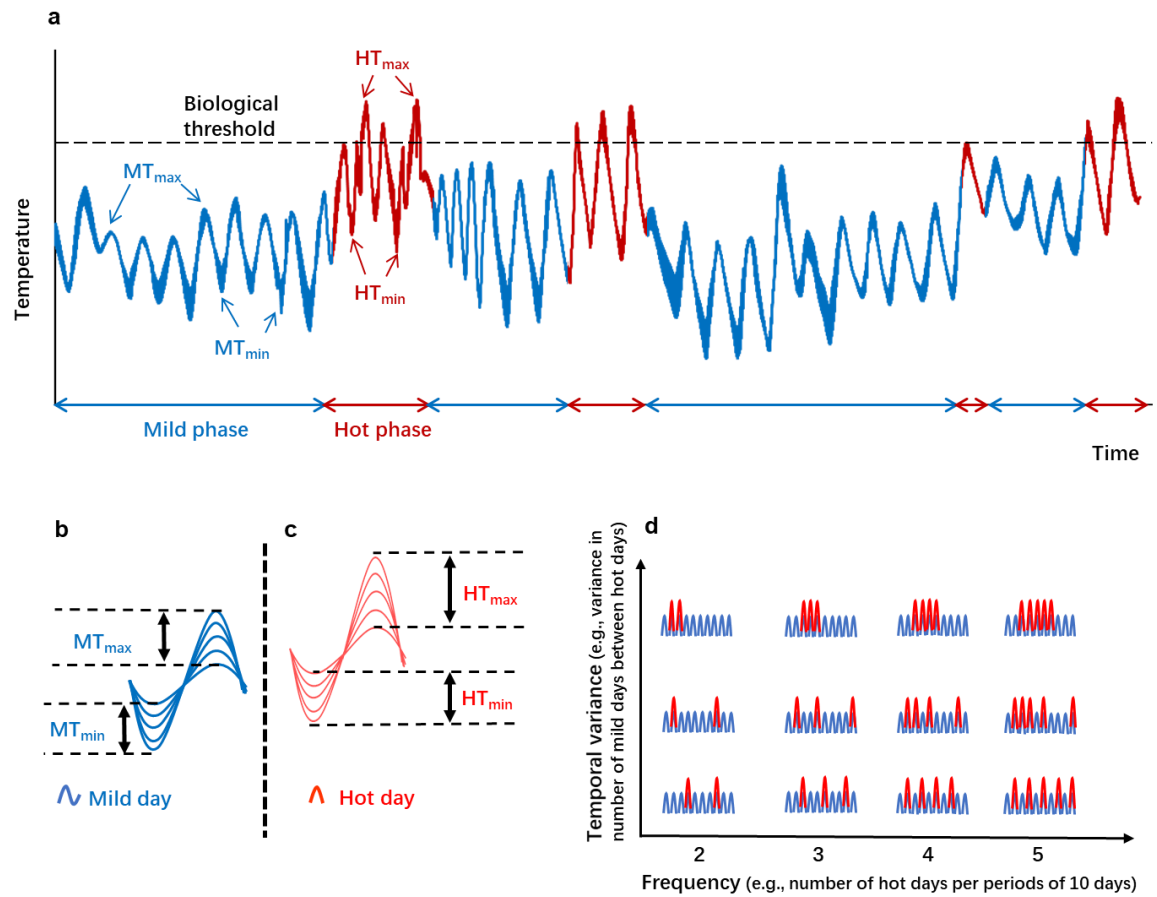 a
HTmax
Biological
threshold
MTmax
Temperature
HTmin
MTmin
Mild phase
Hot phase
Time
b
c
d
MTmax
MTmin
Mild day
HTmax
HTmin
Hot day
Temporal variance (e.g., variance in
number of mild days between hot days)
2
3
4
5
Frequency (e.g., number of hot days per periods of 10 days)